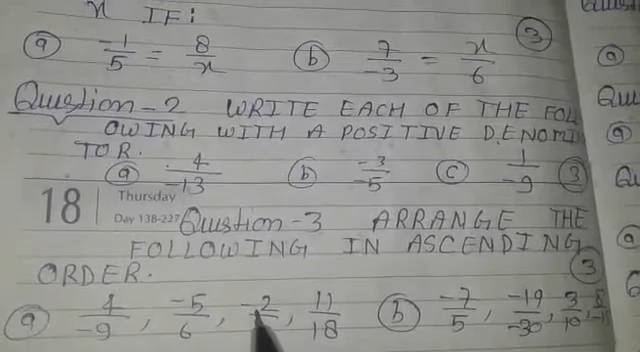 x IF:
(a) -1/5 = 8/x (b) 7/-3 = x/6 (3)
Question-2 WRITE EACH OF THE FOLL
OWING WITH A POSITIVE DENOMI
TOR.
(a) 4/-13 (b) -3/-5 (c) 1/-9 (3)
18 Thursday
Day 138-227 Question-3 ARRANGE THE
FOLLOWING IN ASCENDING
ORDER. (3)
(a) 4/-9, -5/6, -2/, 11/18 (b) -7/5, -19/-30, 3/10,